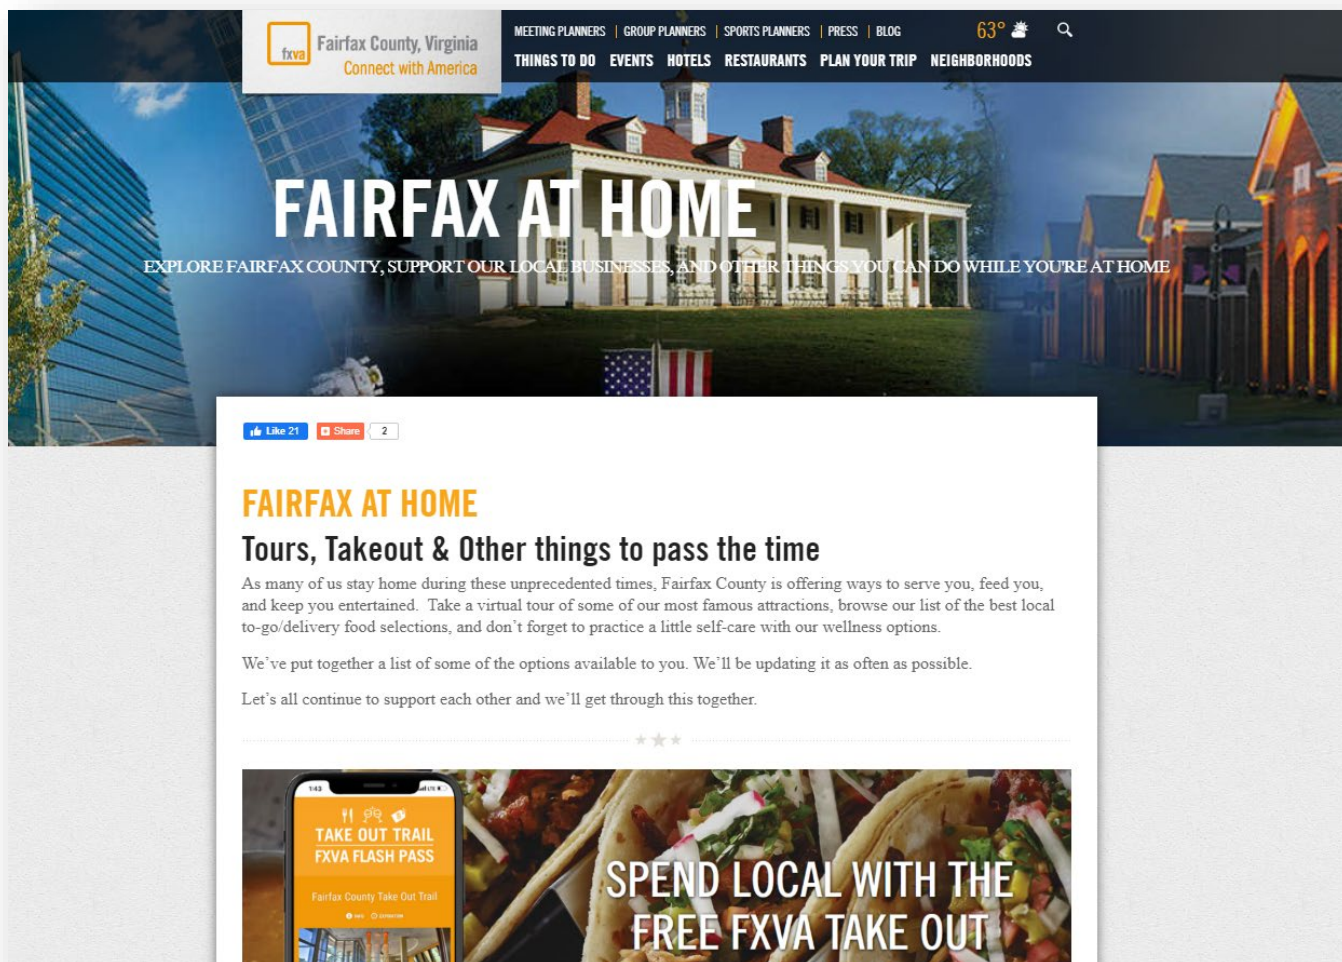 fxva
Fairfax County, Virginia
Connect with America
MEETING PLANNERS | GROUP PLANNERS | SPORTS PLANNERS | PRESS | BLOG
63°
THINGS TO DO EVENTS HOTELS RESTAURANTS PLAN YOUR TRIP NEIGHBORHOODS
FAIRFAX AT HOME
EXPLORE FAIRFAX COUNTY, SUPPORT OUR LOCAL BUSINESSES, AND OTHER THINGS YOU CAN DO WHILE YOU'RE AT HOME
Like 21 Share 2
FAIRFAX AT HOME
Tours, Takeout & Other things to pass the time
As many of us stay home during these unprecedented times, Fairfax County is offering ways to serve you, feed you,
and keep you entertained. Take a virtual tour of some of our most famous attractions, browse our list of the best local
to-go/delivery food selections, and don’t forget to practice a little self-care with our wellness options.
We’ve put together a list of some of the options available to you. We’ll be updating it as often as possible.
Let’s all continue to support each other and we’ll get through this together.
1:43 LTE
TAKE OUT TRAIL
FXVA FLASH PASS
Fairfax County Take Out Trail
SPEND LOCAL WITH THE
FREE FXVA TAKE OUT